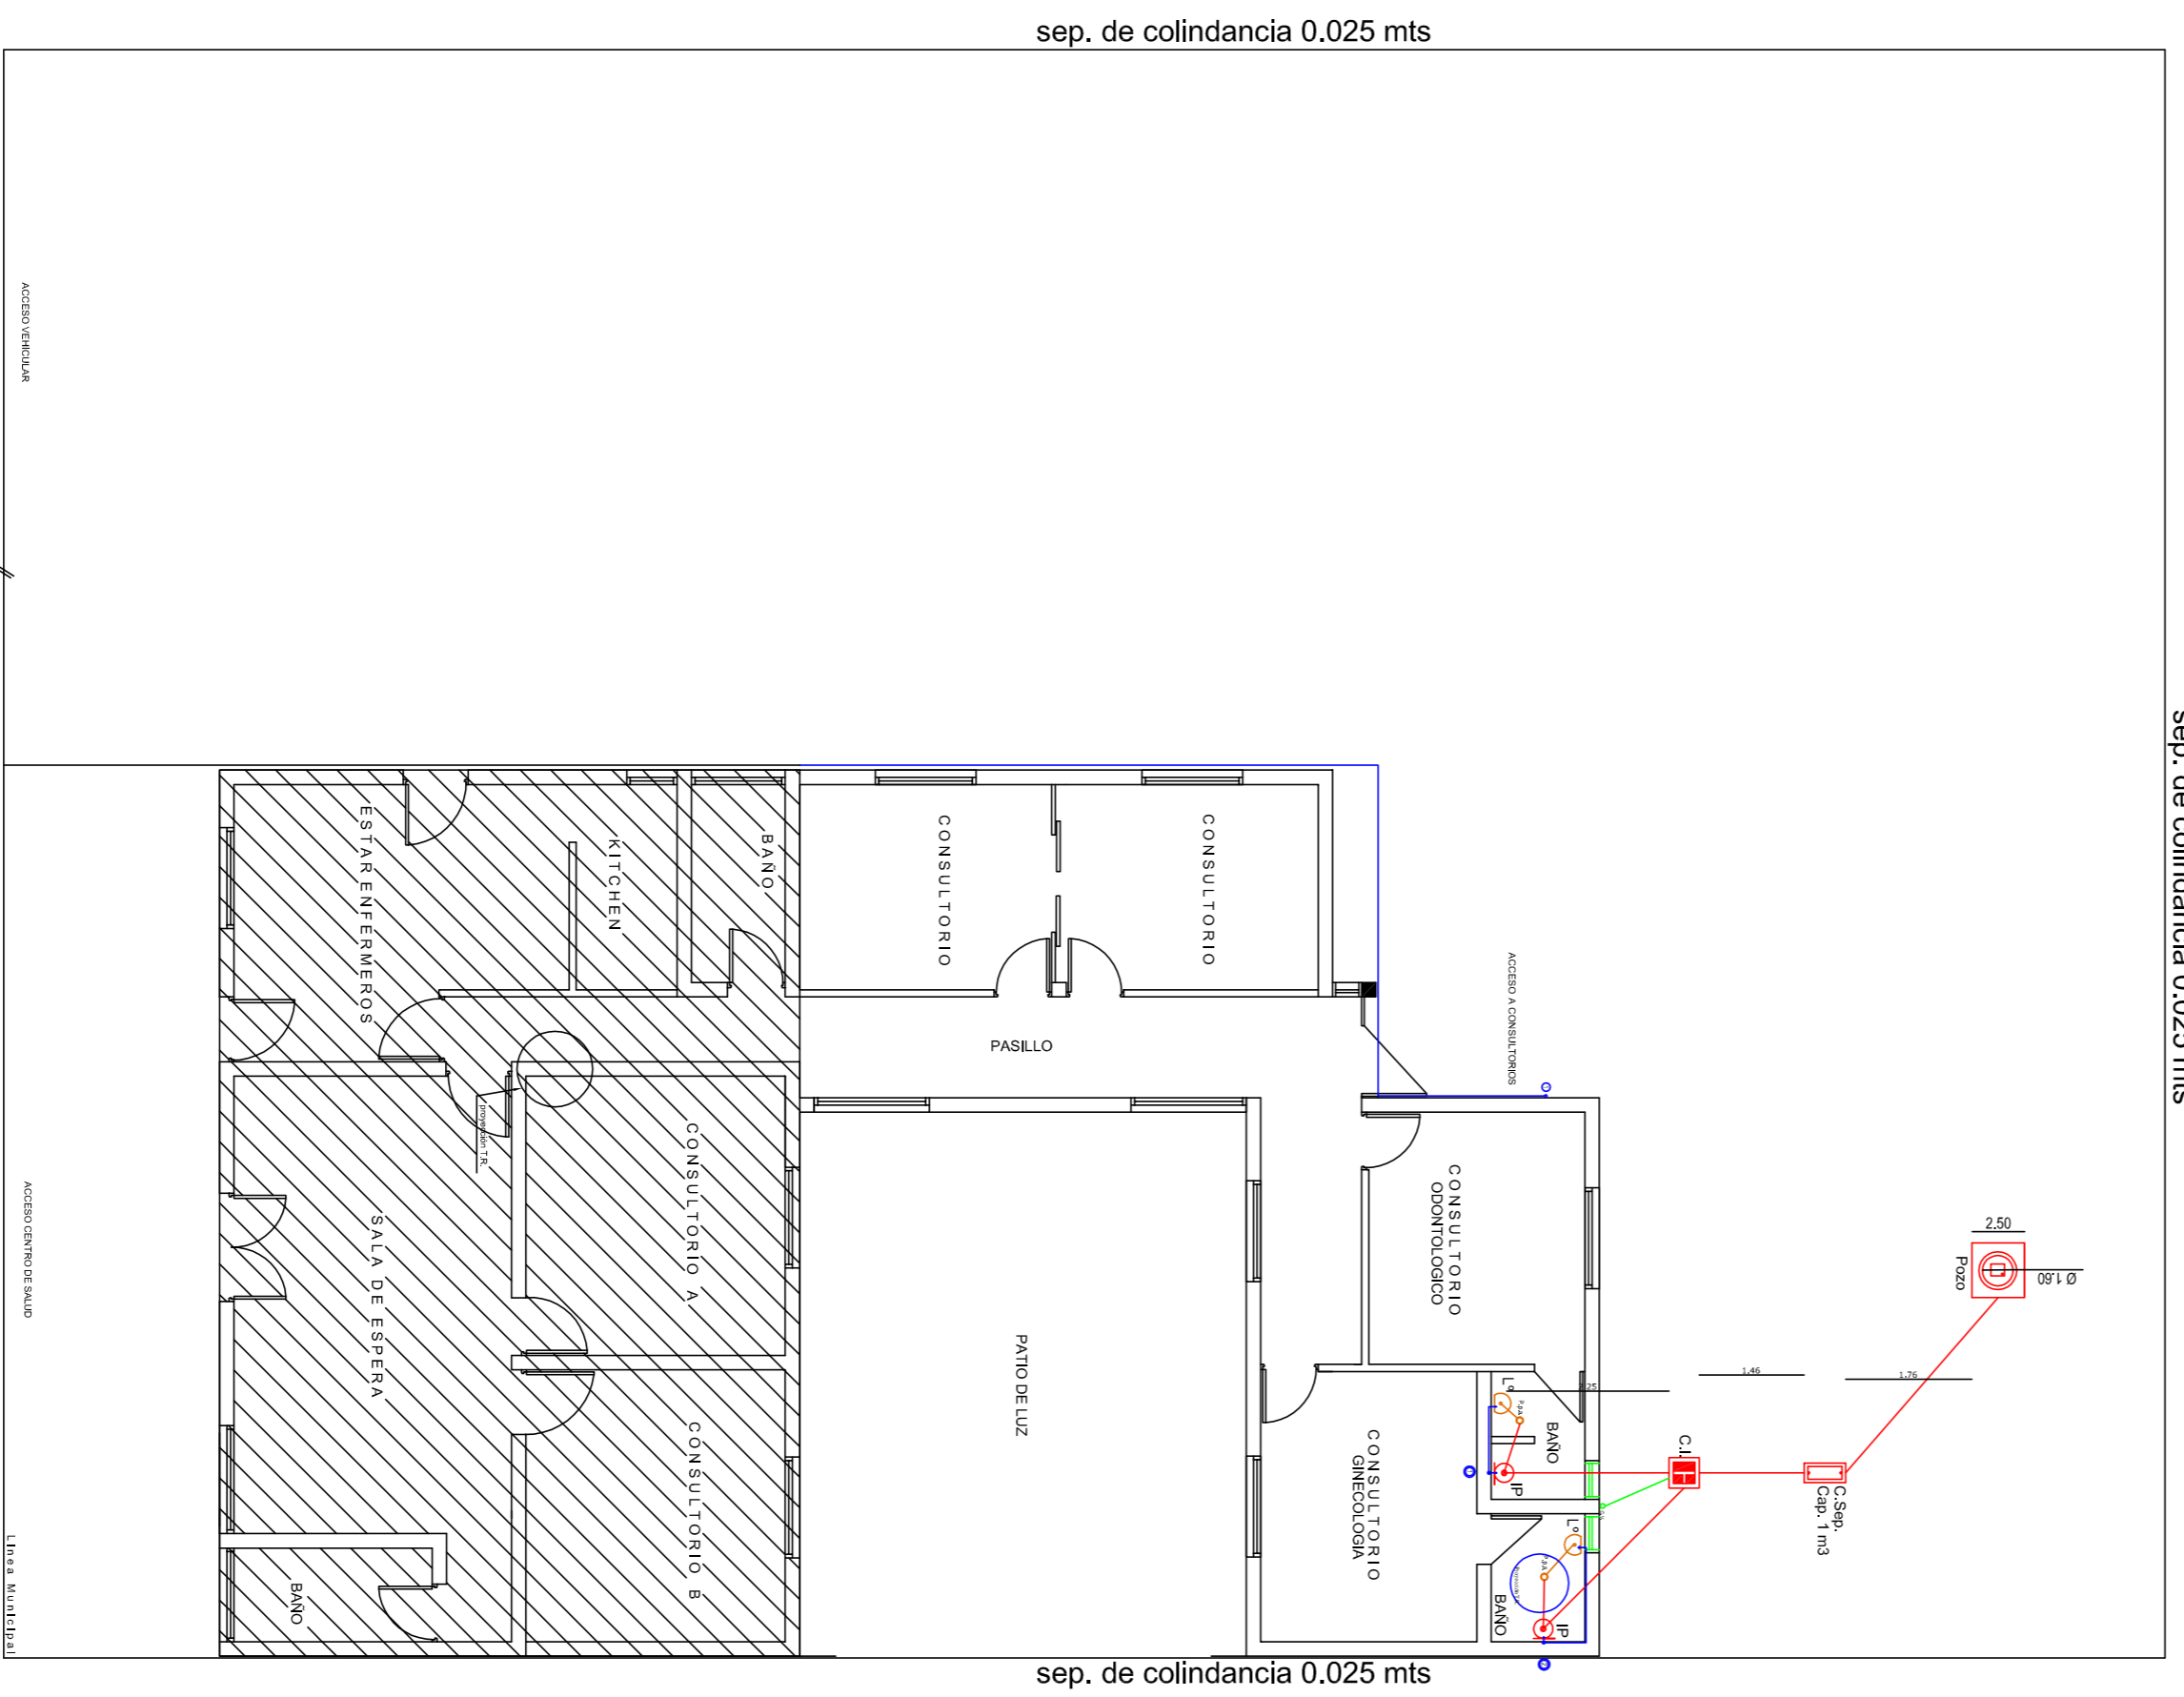 sep. de colindancia 0.025 mts
sep. de colindancia 0.025 mts
ACCESO VEHICULAR
ESTAR ENFERMEROS
KITCHEN
BAÑO
CONSULTORIO
CONSULTORIO
ACCESO A CONSULTORIOS
PASILLO
proyección T.R.
CONSULTORIO A
SALA DE ESPERA
CONSULTORIO B
BAÑO
ACCESO CENTRO DE SALUD
Línea Municipal
PATIO DE LUZ
CONSULTORIO
ODONTOLOGICO
CONSULTORIO
GINECOLOGIA
Lº
P.P.A
BAÑO
IP
Lº
P.P.A
BAÑO
IP
C.I.
C.Sep.
Cap. 1 m3
1.46
1.76
2.50
Pozo
Ø 1.60
sep. de colindancia 0.025 mts